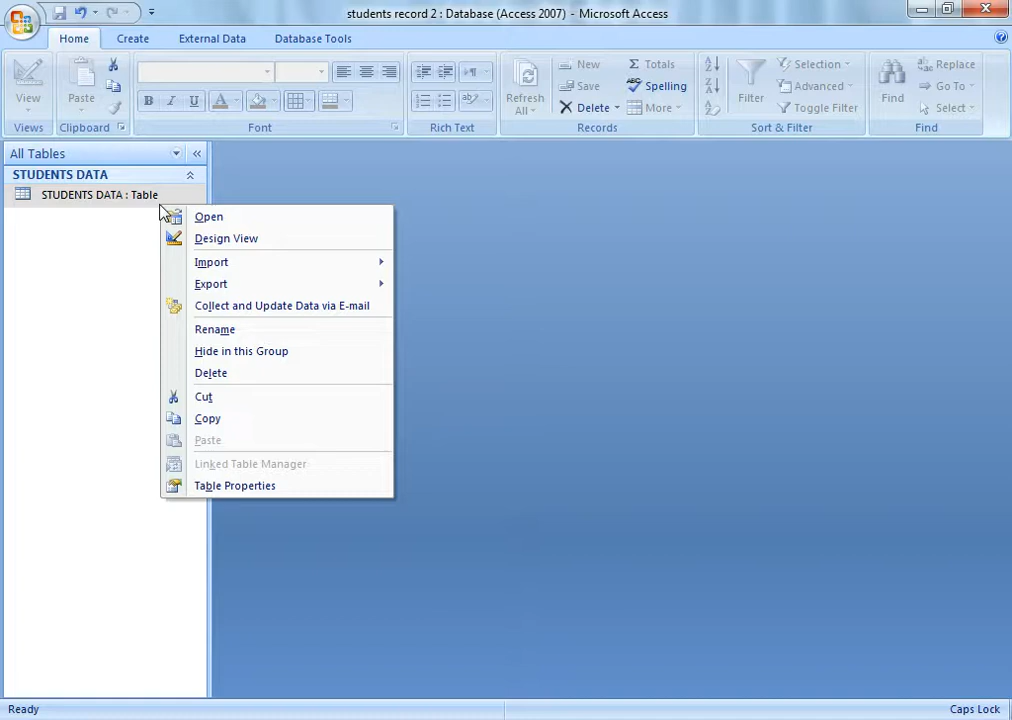 students record 2 : Database (Access 2007) - Microsoft Access
Home Create External Data Database Tools
View
Views
Paste
Clipboard
B I U A
Font
Rich Text
Refresh All
New
Save
Delete
Totals
Spelling
More
Records
Filter
Selection
Advanced
Toggle Filter
Sort & Filter
Find
Replace
Go To
Select
Find
All Tables
STUDENTS DATA
STUDENTS DATA : Table
Open
Design View
Import
Export
Collect and Update Data via E-mail
Rename
Hide in this Group
Delete
Cut
Copy
Paste
Linked Table Manager
Table Properties
Ready
Caps Lock